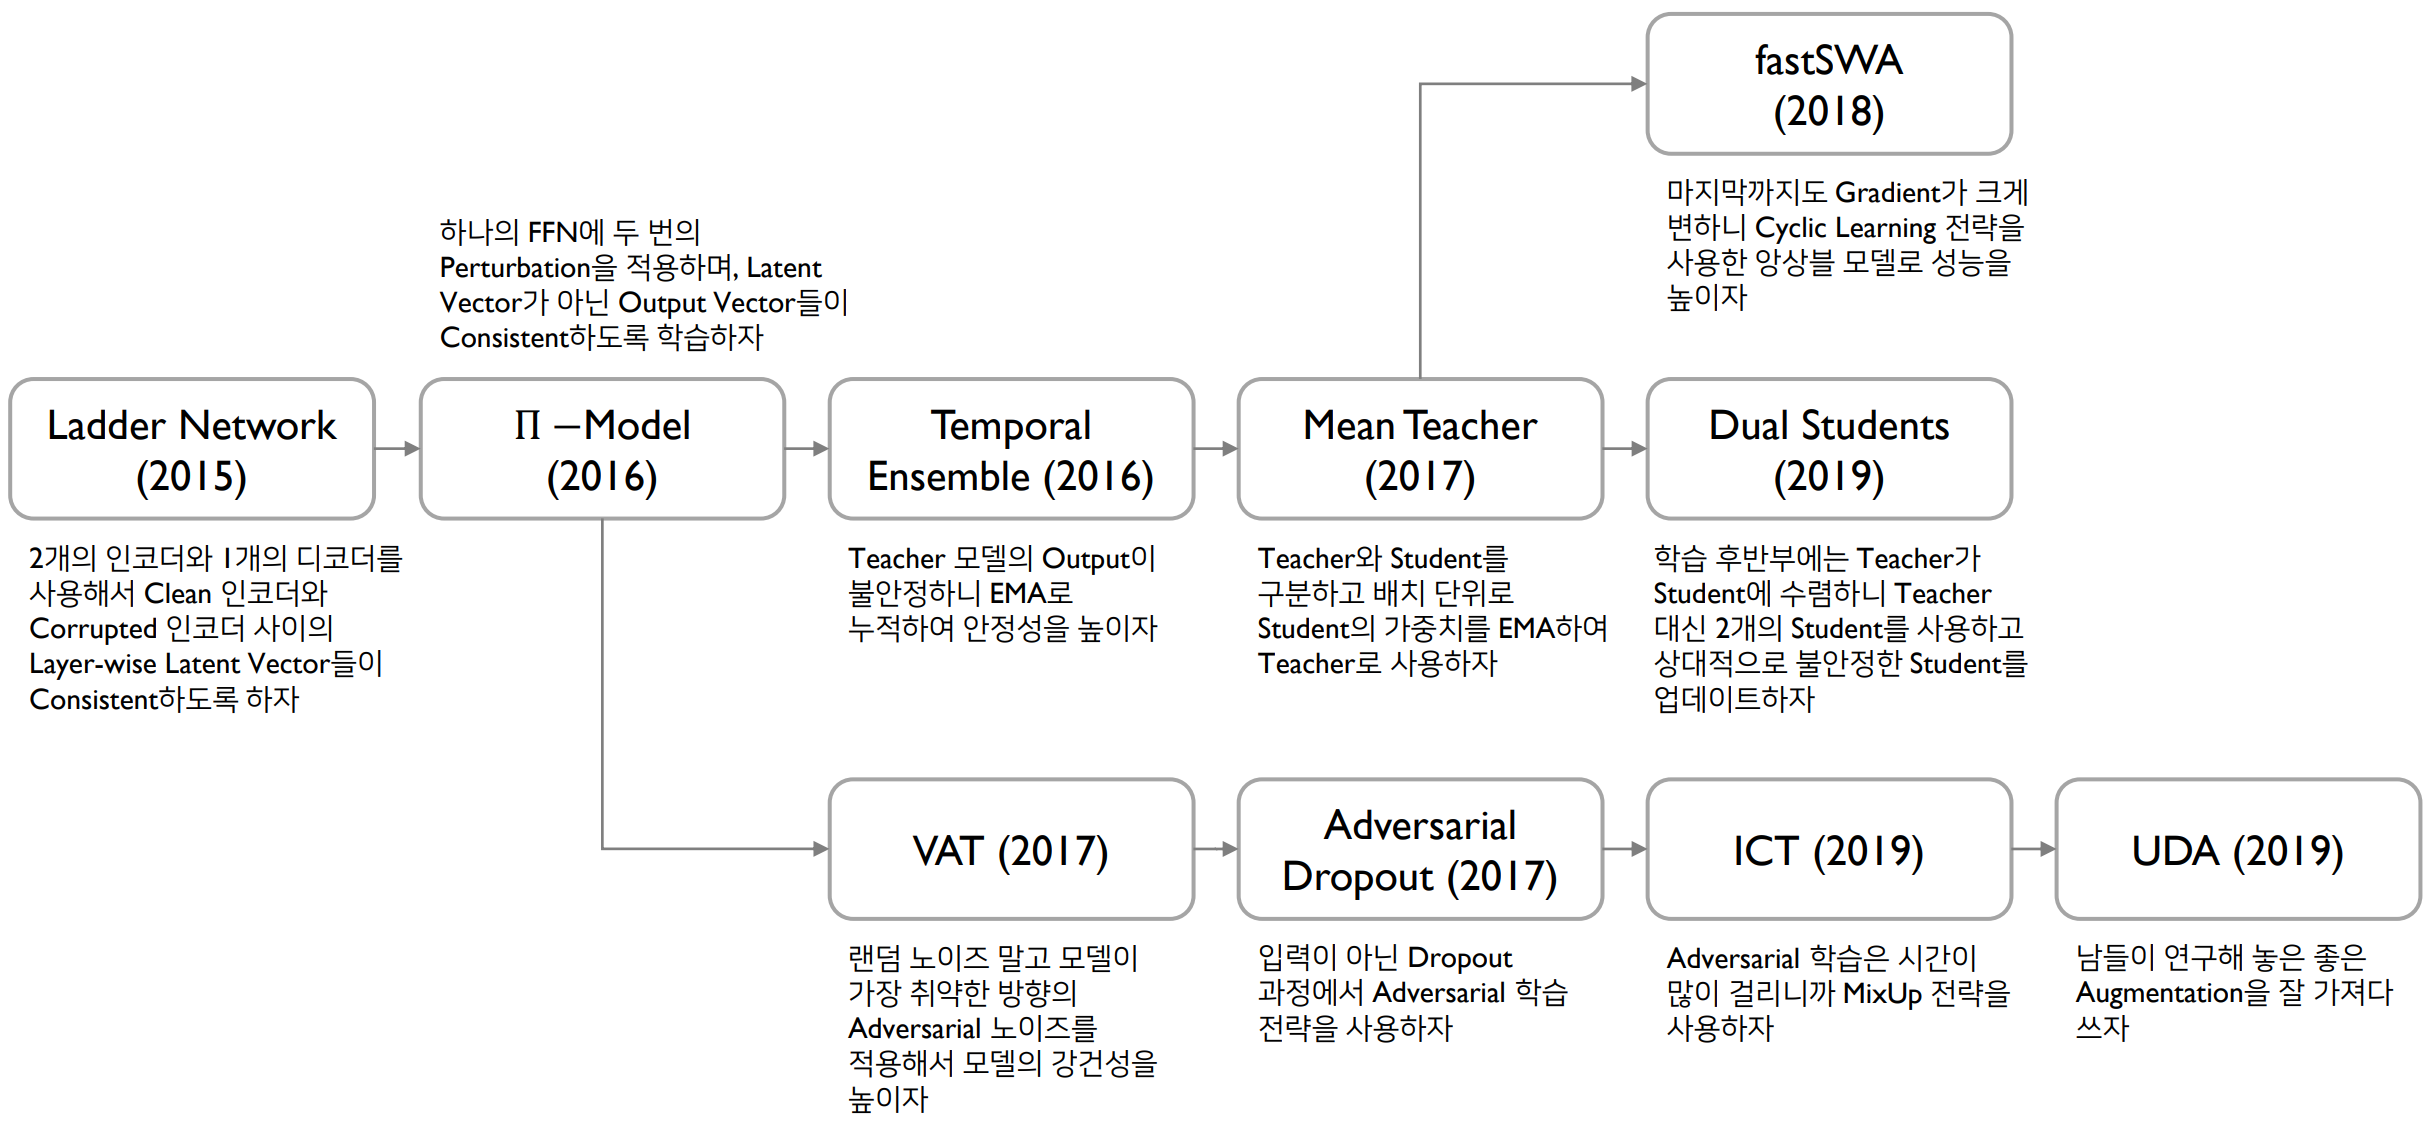 fastSWA
(2018)
마지막까지도 Gradient가 크게
변하니 Cyclic Learning 전략을
사용한 앙상블 모델로 성능을
높이자
하나의 FFN에 두 번의
Perturbation을 적용하며, Latent
Vector가 아닌 Output Vector들이
Consistent하도록 학습하자
Ladder Network
(2015)
2개의 인코더와 1개의 디코더를
사용해서 Clean 인코더와
Corrupted 인코더 사이의
Layer-wise Latent Vector들이
Consistent하도록 하자
Π −Model
(2016)
Temporal
Ensemble (2016)
Teacher 모델의 Output이
불안정하니 EMA로
누적하여 안정성을 높이자
Mean Teacher
(2017)
Teacher와 Student를
구분하고 배치 단위로
Student의 가중치를 EMA하여
Teacher로 사용하자
Dual Students
(2019)
학습 후반부에는 Teacher가
Student에 수렴하니 Teacher
대신 2개의 Student를 사용하고
상대적으로 불안정한 Student를
업데이트하자
VAT (2017)
랜덤 노이즈 말고 모델이
가장 취약한 방향의
Adversarial 노이즈를
적용해서 모델의 강건성을
높이자
Adversarial
Dropout (2017)
입력이 아닌 Dropout
과정에서 Adversarial 학습
전략을 사용하자
ICT (2019)
Adversarial 학습은 시간이
많이 걸리니까 MixUp 전략을
사용하자
UDA (2019)
남들이 연구해 놓은 좋은
Augmentation을 잘 가져다
쓰자